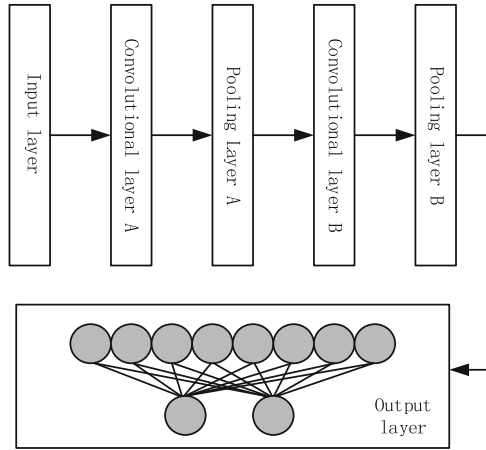 Input layer
Convolutional layer A
Pooling Layer A
Convolutional layer B
Pooling layer B
Output
layer